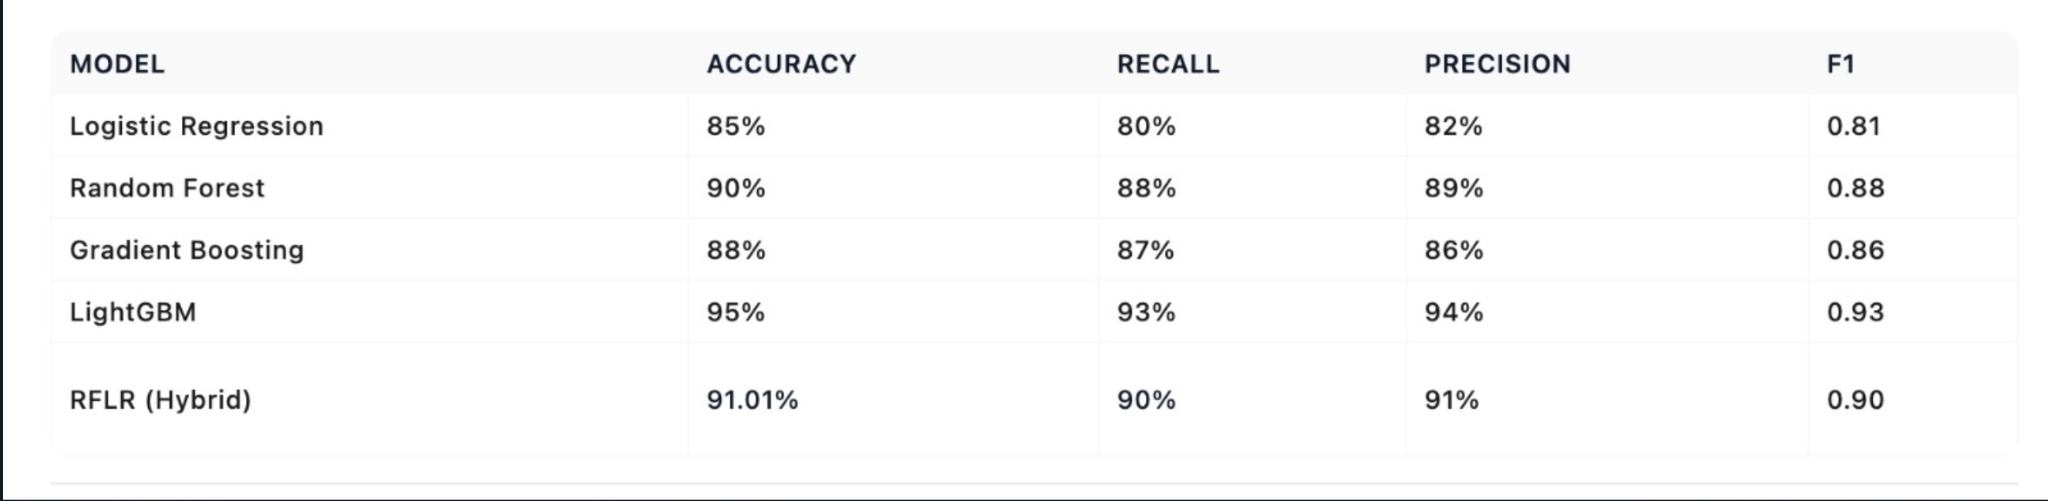 MODEL ACCURACY RECALL PRECISION F1
Logistic Regression 85% 80% 82% 0.81
Random Forest 90% 88% 89% 0.88
Gradient Boosting 88% 87% 86% 0.86
LightGBM 95% 93% 94% 0.93
RFLR (Hybrid) 91.01% 90% 91% 0.90